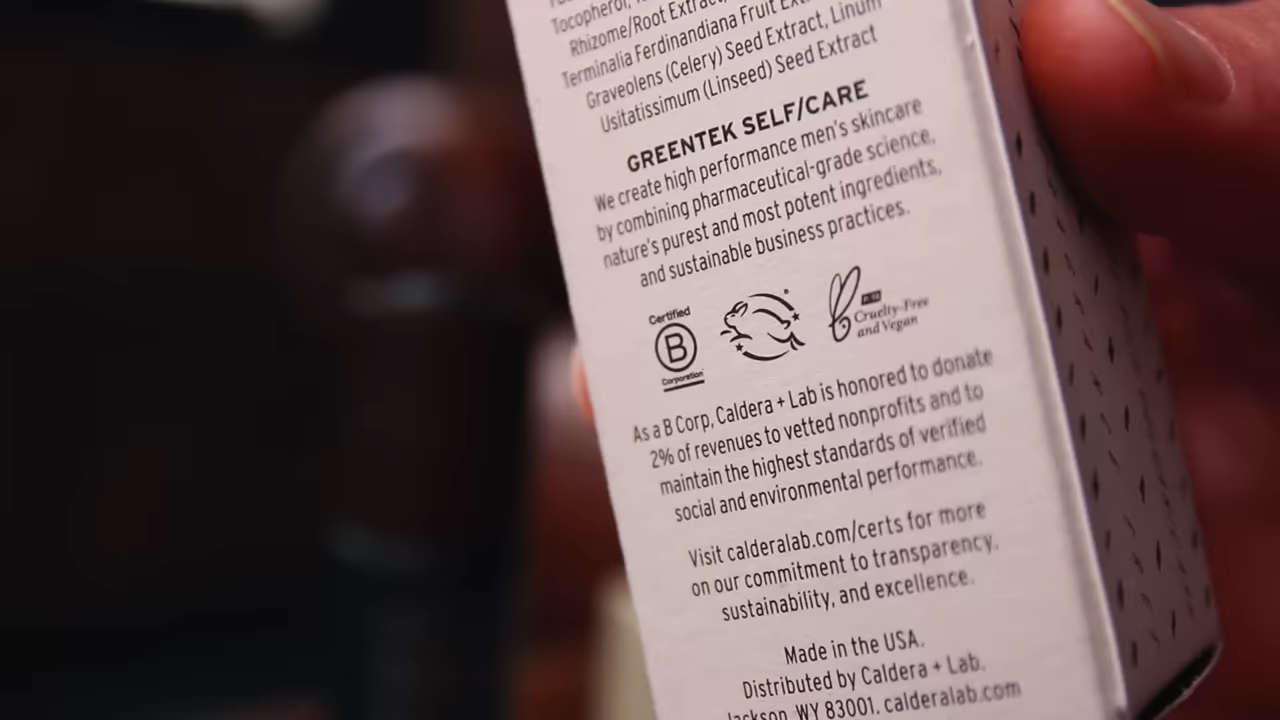 Tocopherol,
Rhizome/Root Extract,
Terminalia Ferdinandiana Fruit
Graveolens (Celery) Seed Extract, Linum
Usitatissimum (Linseed) Seed Extract
GREENTEK SELF/CARE
We create high performance men's skincare
by combining pharmaceutical-grade science,
nature's purest and most potent ingredients,
and sustainable business practices.
Certified
B
Corporation
Cruelty-Free
and Vegan
As a B Corp, Caldera + Lab is honored to donate
2% of revenues to vetted nonprofits and to
maintain the highest standards of verified
social and environmental performance.
Visit calderalab.com/certs for more
on our commitment to transparency,
sustainability, and excellence.
Made in the USA.
Distributed by Caldera + Lab.
Jackson, WY 83001. calderalab.com